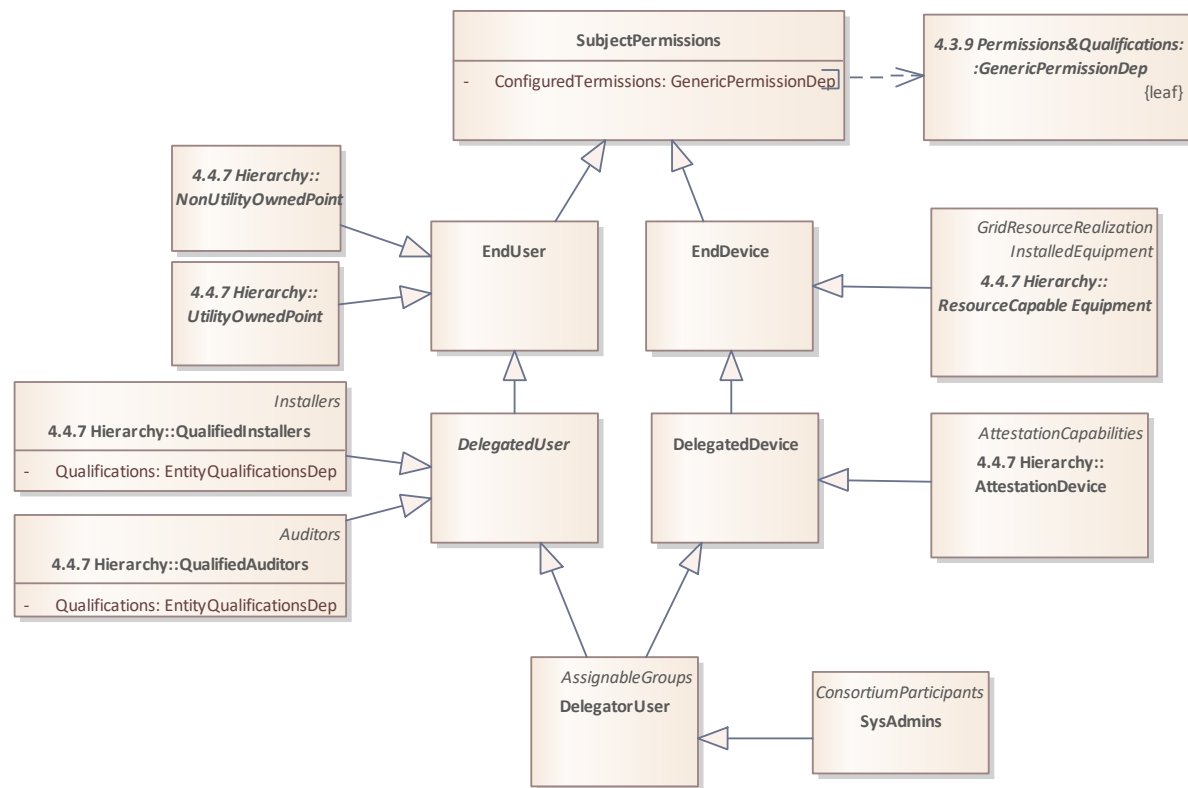 SubjectPermissions
- ConfiguredTermissions: GenericPermissionDep
4.3.9 Permissions&Qualifications:
:GenericPermissionDep
{leaf}
4.4.7 Hierarchy::
NonUtilityOwnedPoint
4.4.7 Hierarchy::
UtilityOwnedPoint
EndUser
EndDevice
GridResourceRealization
InstalledEquipment
4.4.7 Hierarchy::
ResourceCapable Equipment
Installers
4.4.7 Hierarchy::QualifiedInstallers
- Qualifications: EntityQualificationsDep
DelegatedUser
DelegatedDevice
AttestationCapabilities
4.4.7 Hierarchy::
AttestationDevice
Auditors
4.4.7 Hierarchy::QualifiedAuditors
- Qualifications: EntityQualificationsDep
AssignableGroups
DelegatorUser
ConsortiumParticipants
SysAdmins